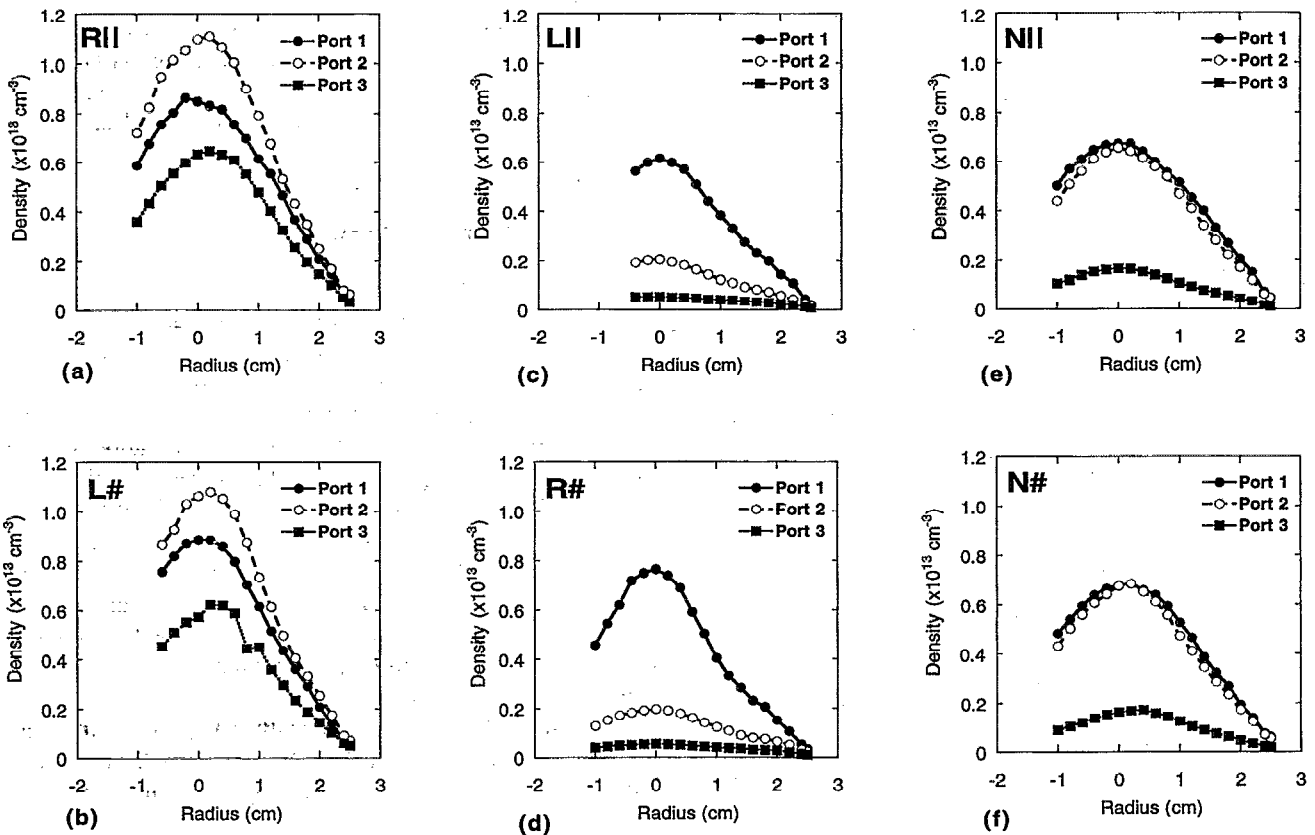 R||
Port 1
Port 2
Port 3
1.2
1.0
0.8
0.6
0.4
0.2
0
Density (x10¹³ cm⁻³)
-2
-1
0
1
2
3
Radius (cm)
(a)
L||
Port 1
Port 2
Port 3
1.2
1.0
0.8
0.6
0.4
0.2
0
Density (x10¹³ cm⁻³)
-2
-1
0
1
2
3
Radius (cm)
(c)
N||
Port 1
Port 2
Port 3
1.2
1.0
0.8
0.6
0.4
0.2
0
Density (x10¹³ cm⁻³)
-2
-1
0
1
2
3
Radius (cm)
(e)
L#
Port 1
Port 2
Port 3
1.2
1.0
0.8
0.6
0.4
0.2
0
Density (x10¹³ cm⁻³)
-2
-1
0
1
2
3
Radius (cm)
(b)
R#
Port 1
Fort 2
Port 3
1.2
1.0
0.8
0.6
0.4
0.2
0
Density (x10¹³ cm⁻³)
-2
-1
0
1
2
3
Radius (cm)
(d)
N#
Port 1
Port 2
Port 3
1.2
1.0
0.8
0.6
0.4
0.2
0
Density (x10¹³ cm⁻³)
-2
-1
0
1
2
3
Radius (cm)
(f)